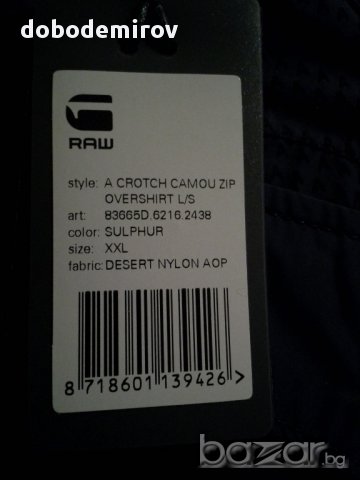 dobodemirov
RAW
style: A CROTCH CAMOU ZIP
OVERSHIRT L/S
art: 83665D.6216.2438
color: SULPHUR
size: XXL
fabric: DESERT NYLON AOP
8 718601 139426 >
bazar.bg